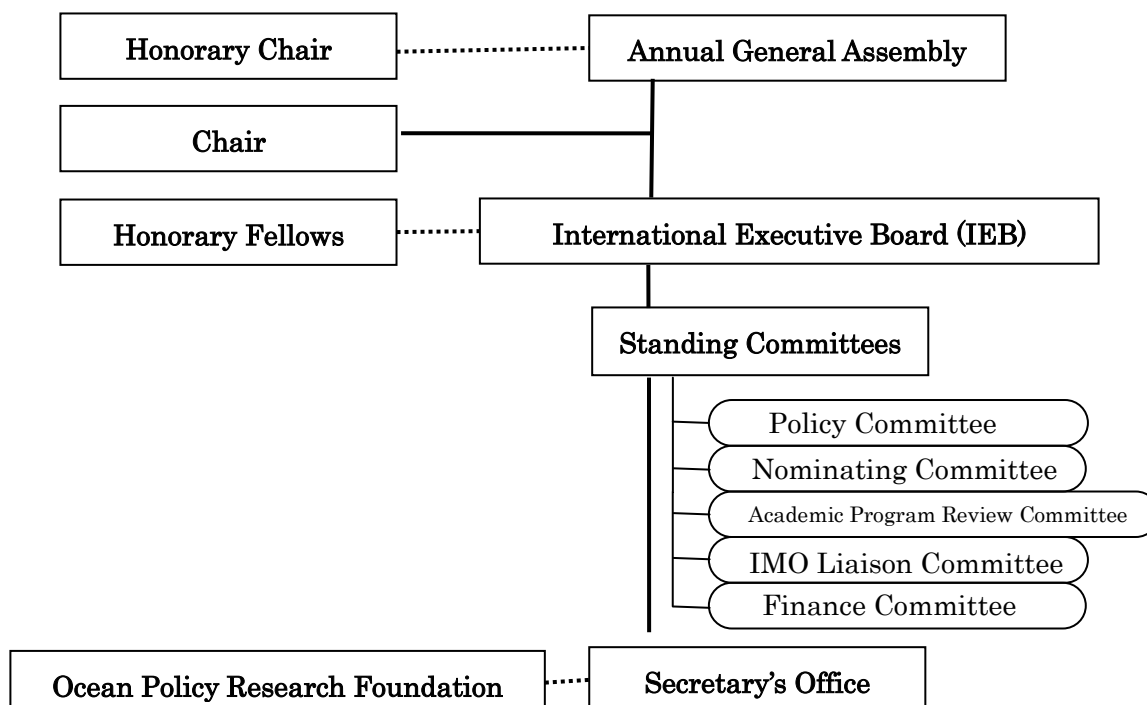 Honorary Chair
Annual General Assembly
Chair
Honorary Fellows
International Executive Board (IEB)
Standing Committees
Policy Committee
Nominating Committee
Academic Program Review Committee
IMO Liaison Committee
Finance Committee
Ocean Policy Research Foundation
Secretary's Office